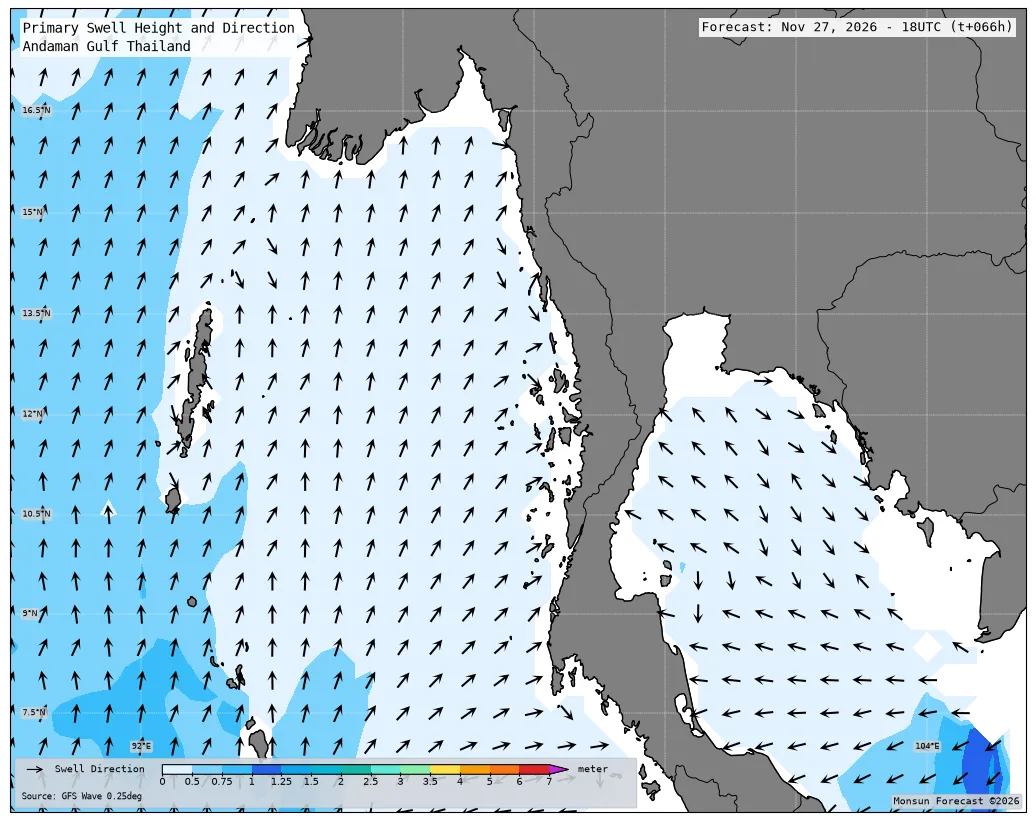 Primary Swell Height and Direction
Andaman Gulf Thailand
Forecast: Nov 27, 2026 - 18UTC (t+066h)
16.5°N
15°N
13.5°N
12°N
10.5°N
9°N
7.5°N
92°E
104°E
Swell Direction
0 0.5 0.75 1 1.25 1.5 2 2.5 3 3.5 4 5 6 7
meter
Source: GFS Wave 0.25deg
Monsun Forecast ©2026